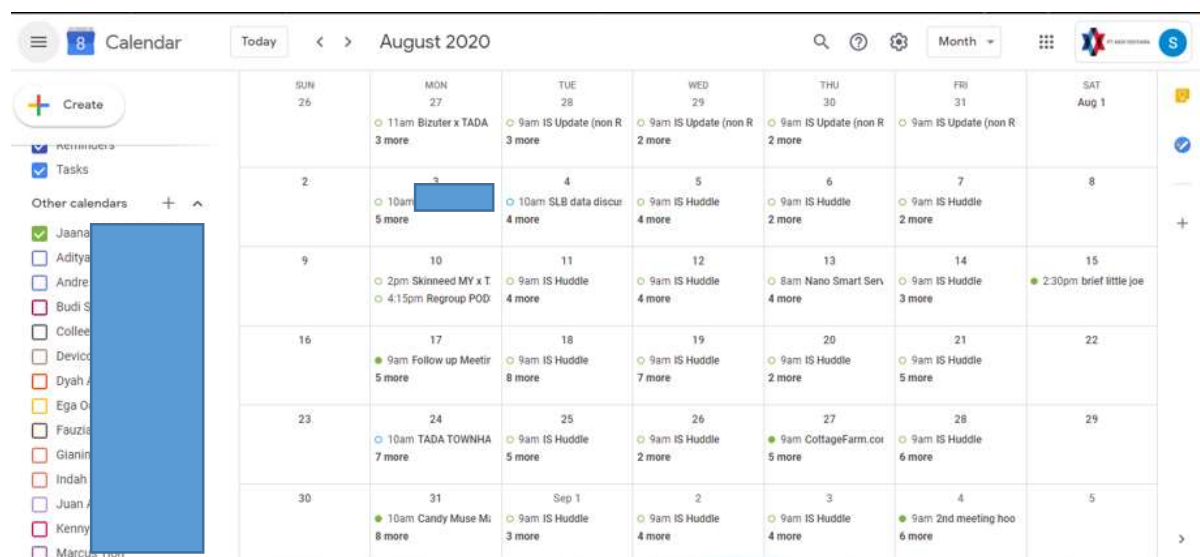 8 Calendar Today August 2020 Month S
Create
Reminders
Tasks
Other calendars
Jaana
Aditya
Andre
Budi S
Collee
Devico
Dyah
Ega
Fauzia
Gianin
Indah
Juan
Kenny
Marcus
SUN MON TUE WED THU FRI SAT
26 27 28 29 30 31 Aug 1
11am Bizuter x TADA 9am IS Update (non R 9am IS Update (non R 9am IS Update (non R 9am IS Update (non R
3 more 3 more 2 more 2 more
2 3 4 5 6 7 8
10am 10am SLB data discus 9am IS Huddle 9am IS Huddle 9am IS Huddle
5 more 4 more 4 more 2 more 2 more
9 10 11 12 13 14 15
2pm Skinneed MY x T 9am IS Huddle 9am IS Huddle 8am Nano Smart Serv 9am IS Huddle 2:30pm brief little joe
4:15pm Regroup POD 4 more 4 more 4 more 3 more
16 17 18 19 20 21 22
9am Follow up Meetir 9am IS Huddle 9am IS Huddle 9am IS Huddle 9am IS Huddle
5 more 8 more 7 more 2 more 5 more
23 24 25 26 27 28 29
10am TADA TOWNHA 9am IS Huddle 9am IS Huddle 9am CottageFarm.cor 9am IS Huddle
7 more 5 more 2 more 5 more 6 more
30 31 Sep 1 2 3 4 5
10am Candy Muse Ma 9am IS Huddle 9am IS Huddle 9am IS Huddle 9am 2nd meeting hoo
8 more 3 more 4 more 4 more 6 more